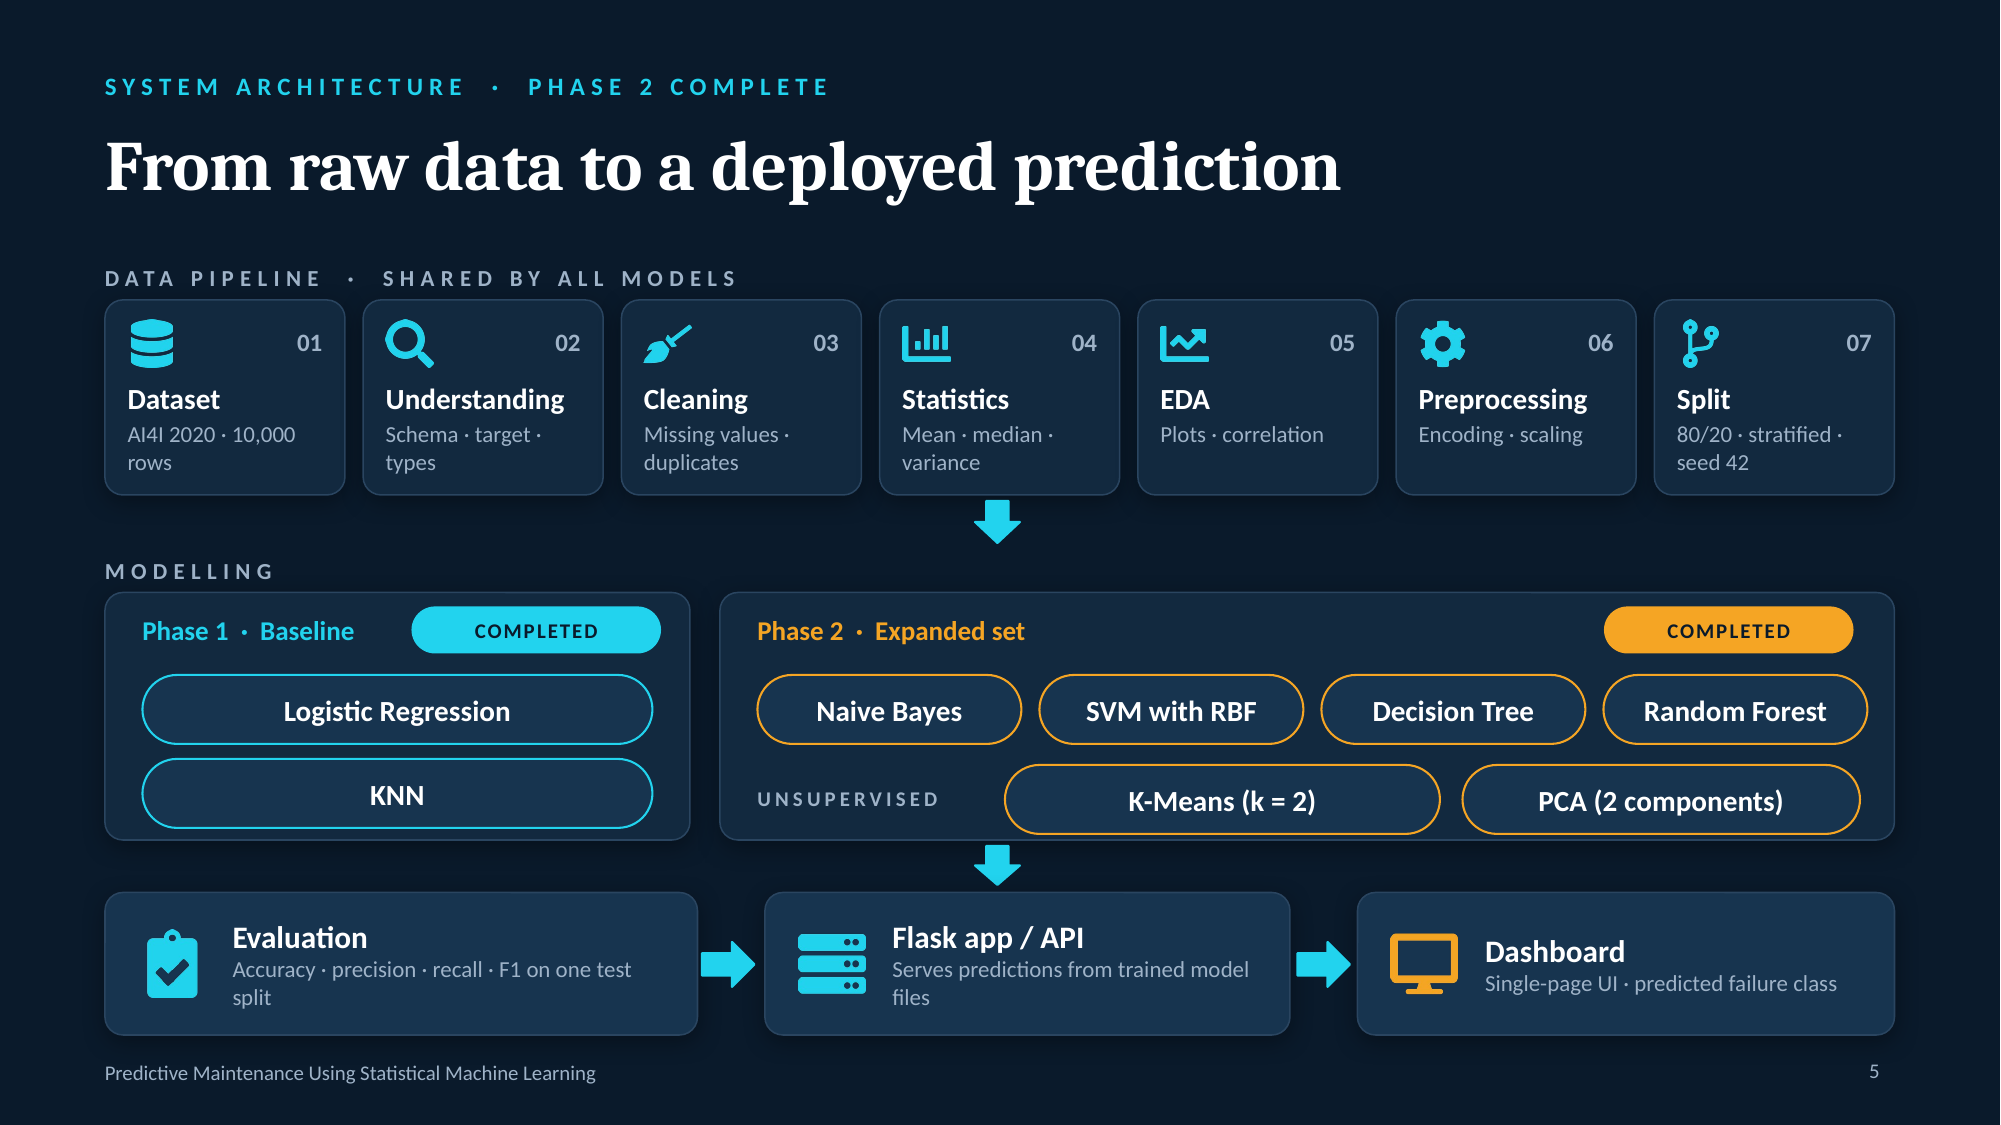 SYSTEM ARCHITECTURE · PHASE 2 COMPLETE
From raw data to a deployed prediction
DATA PIPELINE · SHARED BY ALL MODELS
01
Dataset
AI4I 2020 · 10,000
rows
02
Understanding
Schema · target ·
types
03
Cleaning
Missing values ·
duplicates
04
Statistics
Mean · median ·
variance
05
EDA
Plots · correlation
06
Preprocessing
Encoding · scaling
07
Split
80/20 · stratified ·
seed 42
MODELLING
Phase 1 · Baseline
COMPLETED
Logistic Regression
KNN
Phase 2 · Expanded set
COMPLETED
Naive Bayes
SVM with RBF
Decision Tree
Random Forest
UNSUPERVISED
K-Means (k = 2)
PCA (2 components)
Evaluation
Accuracy · precision · recall · F1 on one test
split
Flask app / API
Serves predictions from trained model
files
Dashboard
Single-page UI · predicted failure class
Predictive Maintenance Using Statistical Machine Learning
5